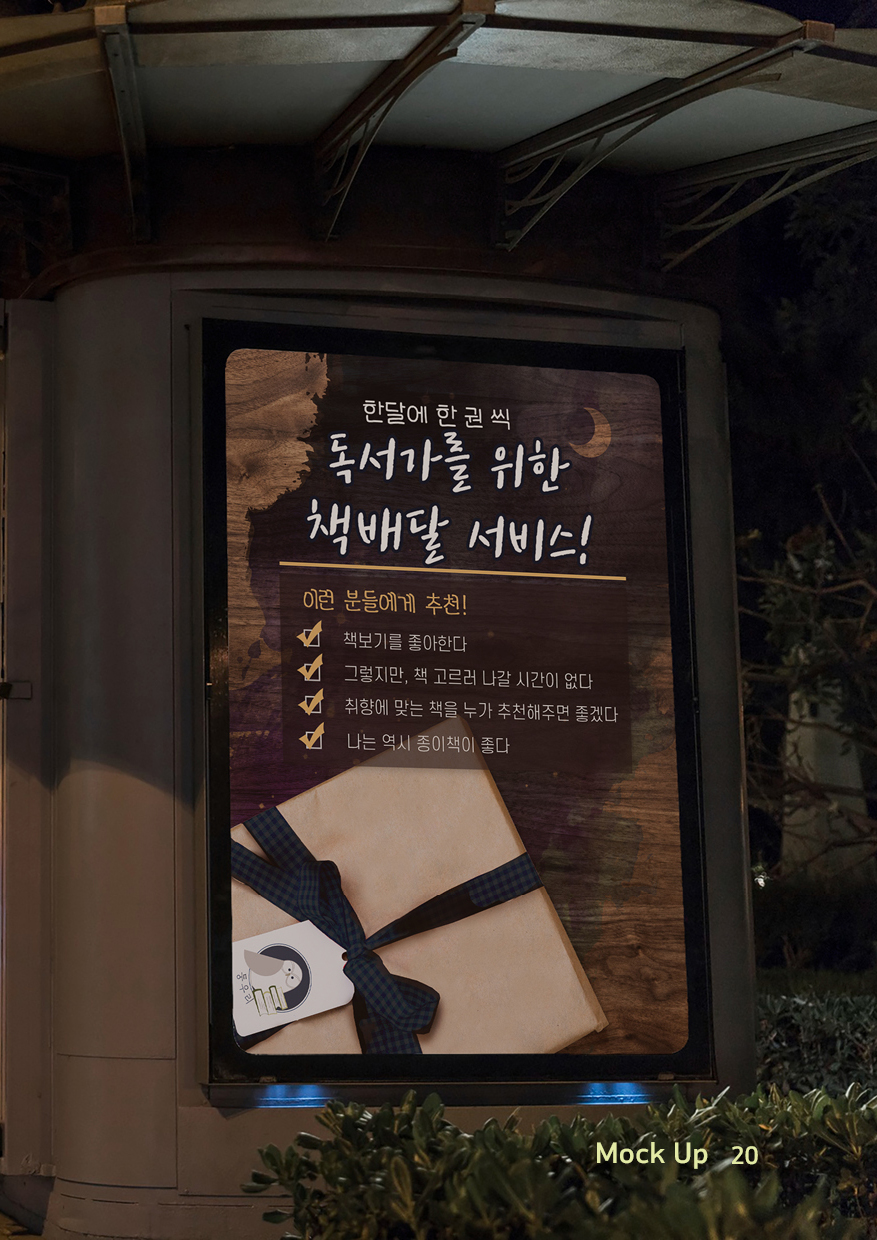 한달에 한 권 씩
독서가를 위한
책배달 서비스!
이런 분들에게 추천!
책보기를 좋아한다
그렇지만, 책 고르러 나갈 시간이 없다
취향에 맞는 책을 누가 추천해주면 좋겠다
나는 역시 종이책이 좋다
Mock Up 20